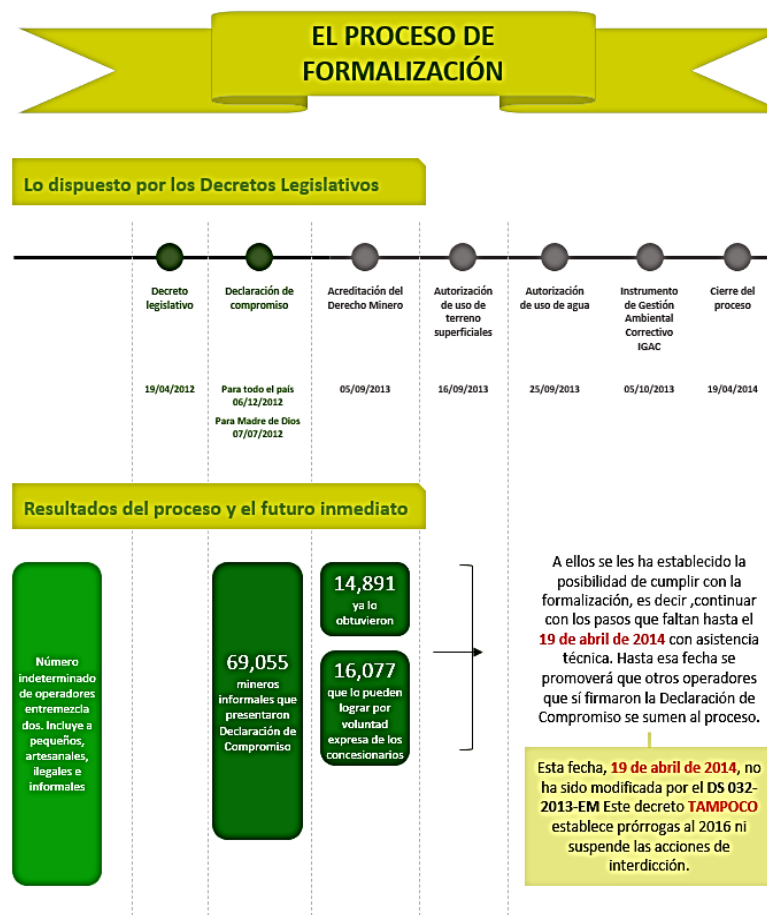 EL PROCESO DE
FORMALIZACIÓN
Lo dispuesto por los Decretos Legislativos
Decreto
legislativo
19/04/2012
Declaración de
compromiso
Para todo el país
06/12/2012
Para Madre de Dios
07/07/2012
Acreditación del
Derecho Minero
05/09/2013
Autorización
de uso de
terreno
superficiales
16/09/2013
Autorización
de uso de agua
25/09/2013
Instrumento
de Gestión
Ambiental
Correctivo
IGAC
05/10/2013
Cierre del
proceso
19/04/2014
Resultados del proceso y el futuro inmediato
Número
indeterminado
de operadores
entremezcla
dos. Incluye a
pequeños,
artesanales,
ilegales e
informales
69,055
mineros
informales que
presentaron
Declaración de
Compromiso
14,891
ya lo
obtuvieron
16,077
que lo pueden
lograr por
voluntad
expresa de los
concesionarios
A ellos se les ha establecido la
posibilidad de cumplir con la
formalización, es decir ,continuar
con los pasos que faltan hasta el
19 de abril de 2014 con asistencia
técnica. Hasta esa fecha se
promoverá que otros operadores
que sí firmaron la Declaración de
Compromiso se sumen al proceso.
Esta fecha, 19 de abril de 2014, no
ha sido modificada por el DS 032-
2013-EM Este decreto TAMPOCO
establece prórrogas al 2016 ni
suspende las acciones de
interdicción.